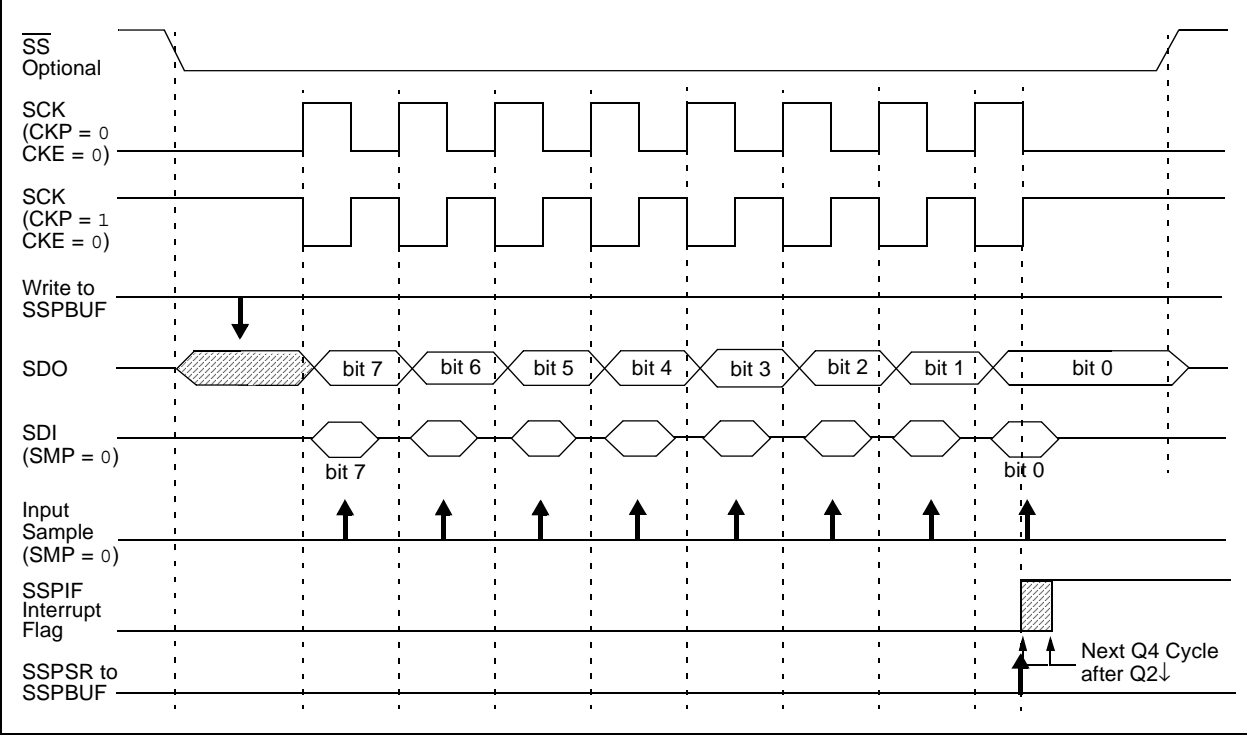 SS
Optional
SCK
(CKP = 0
CKE = 0)
SCK
(CKP = 1
CKE = 0)
Write to
SSPBUF
SDO
bit 7 bit 6 bit 5 bit 4 bit 3 bit 2 bit 1 bit 0
SDI
(SMP = 0)
bit 7 bit 0
Input
Sample
(SMP = 0)
SSPIF
Interrupt
Flag
Next Q4 Cycle
after Q2↓
SSPSR to
SSPBUF